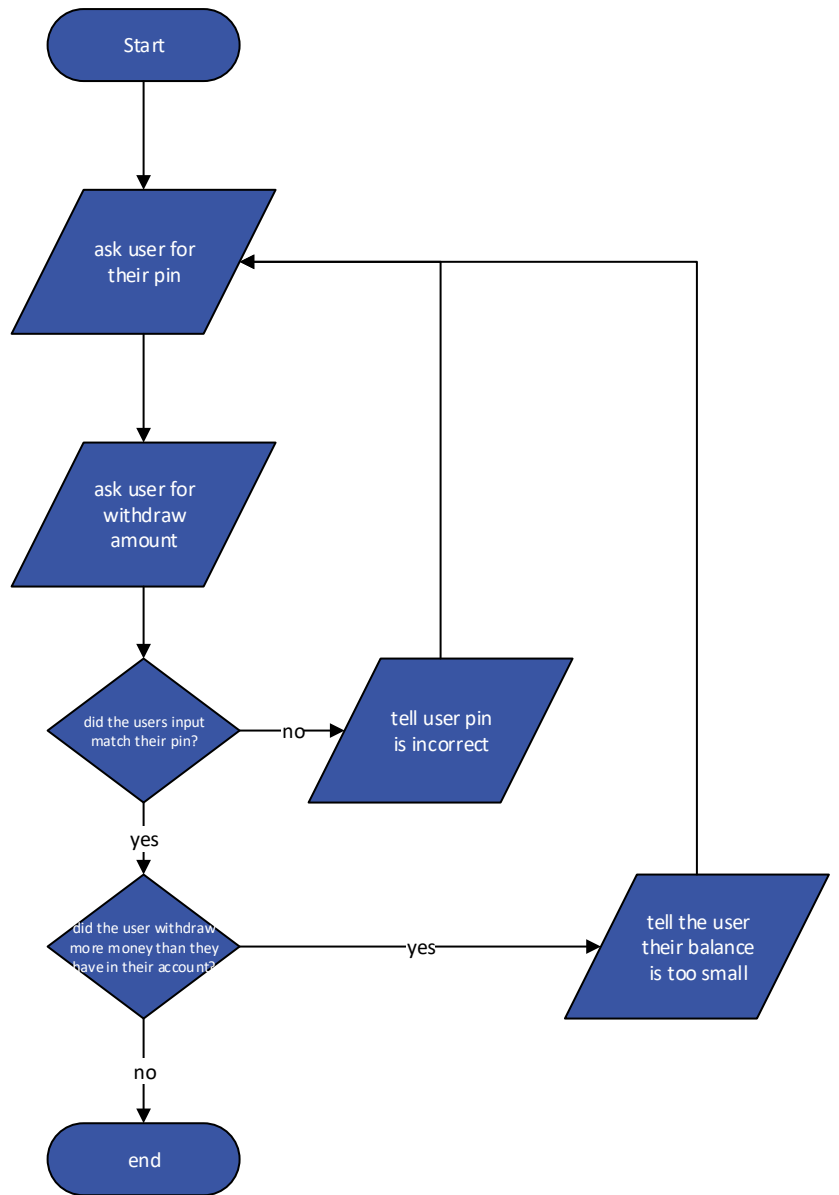 Start
ask user for
their pin
ask user for
withdraw
amount
did the users input
match their pin?
no
tell user pin
is incorrect
yes
did the user withdraw
more money than they
have in their account?
yes
tell the user
their balance
is too small
no
end